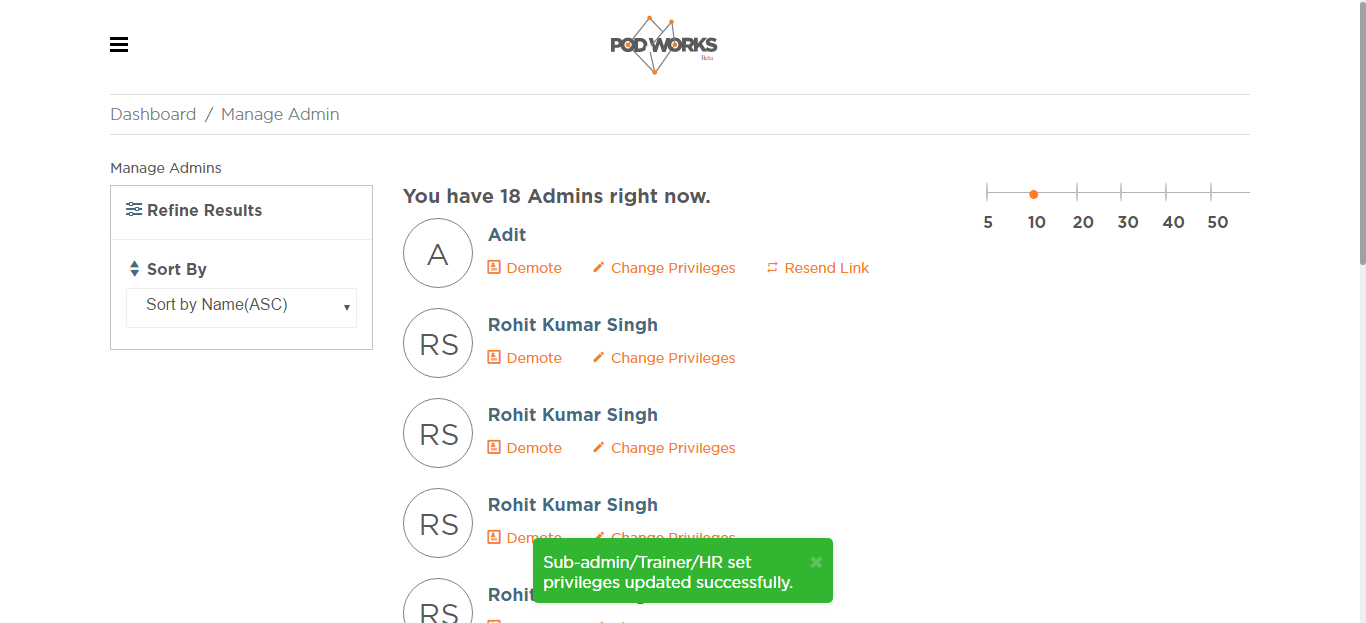 POD WORKS
Beta
Dashboard / Manage Admin
Manage Admins
Refine Results
Sort By
Sort by Name(ASC)
You have 18 Admins right now.
5 10 20 30 40 50
A
Adit
Demote Change Privileges Resend Link
RS
Rohit Kumar Singh
Demote Change Privileges
RS
Rohit Kumar Singh
Demote Change Privileges
RS
Rohit Kumar Singh
Demote Change Privileges
RS
Sub-admin/Trainer/HR set
privileges updated successfully.